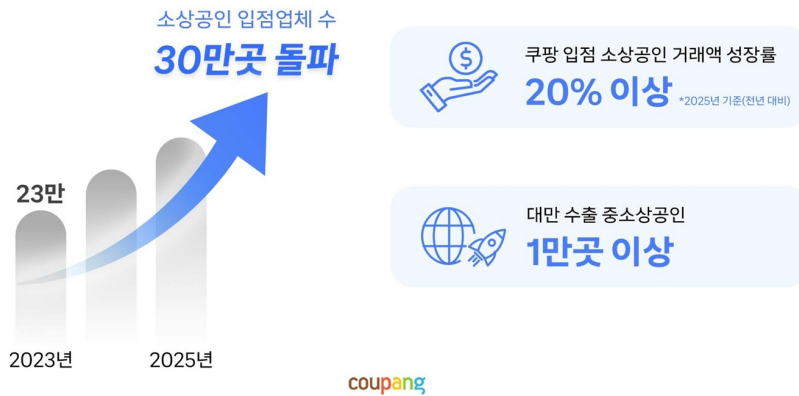 소상공인 입점업체 수
30만곳 돌파
23만
2023년
2025년
쿠팡 입점 소상공인 거래액 성장률
20% 이상 *2025년 기준(전년 대비)
대만 수출 중소상공인
1만곳 이상
coupang